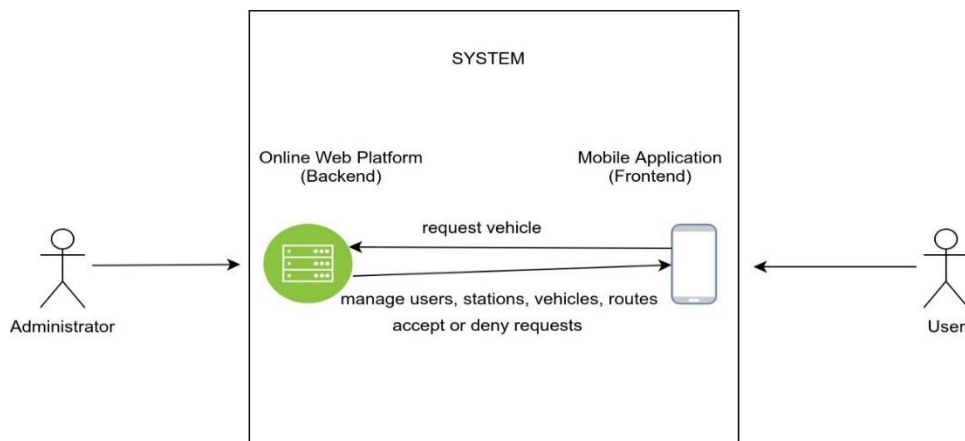 SYSTEM
Online Web Platform
(Backend)
Mobile Application
(Frontend)
request vehicle
manage users, stations, vehicles, routes
accept or deny requests
Administrator
User